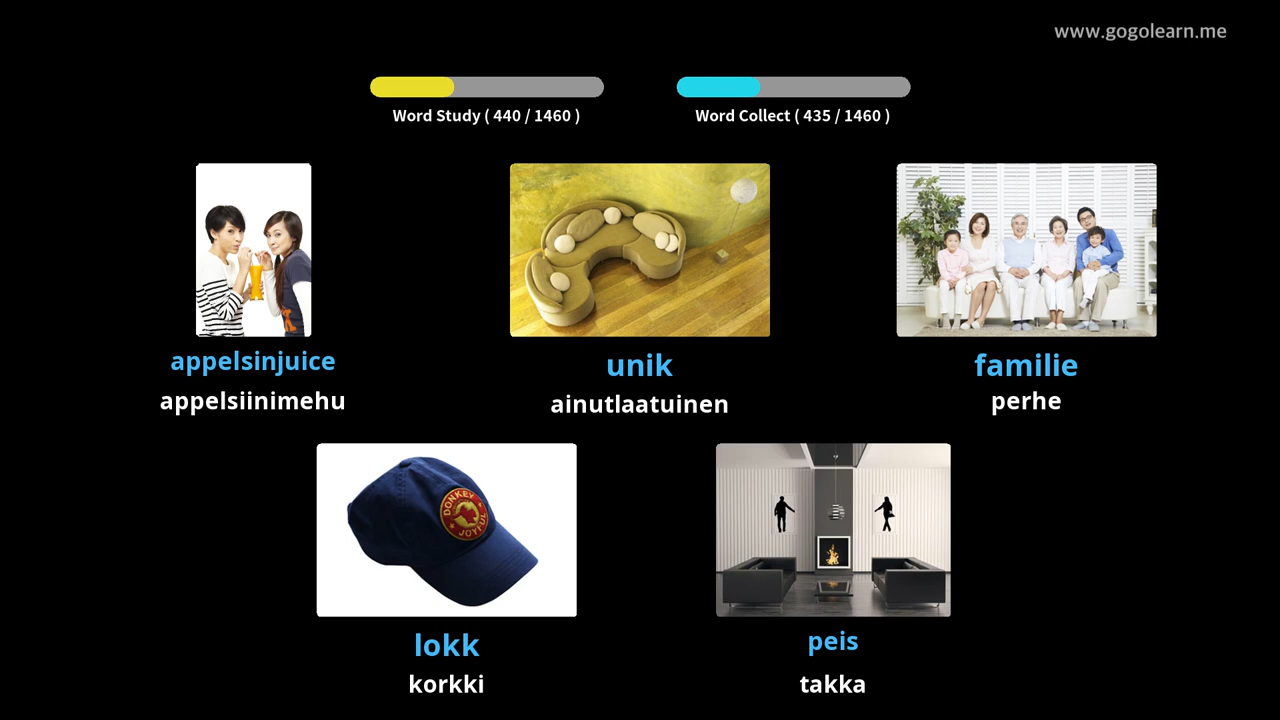 www.gogolearn.me
Word Study ( 440 / 1460 )
Word Collect ( 435 / 1460 )
appelsinjuice
appelsiinimehu
unik
ainutlaatuinen
familie
perhe
DONKEY
JOYFUL
lokk
korkki
peis
takka